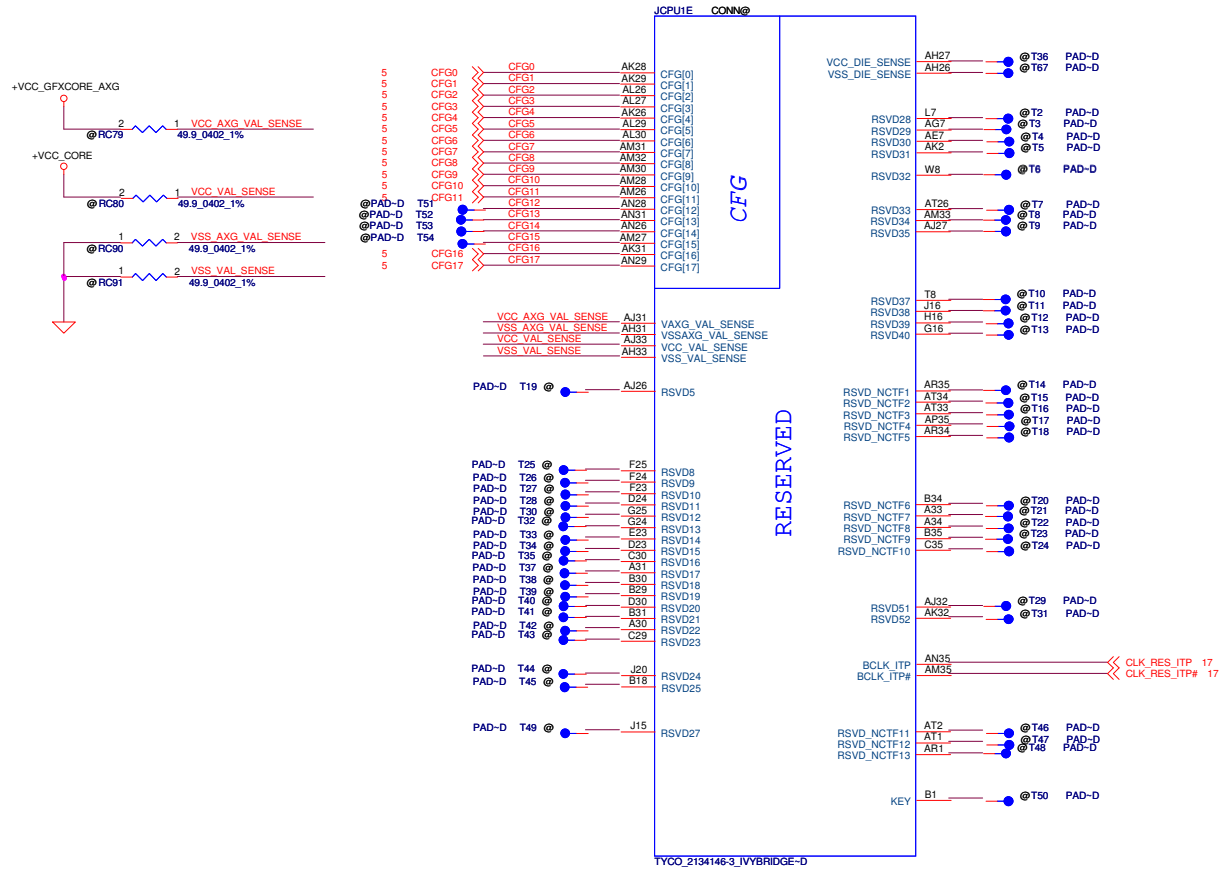 JCPU1E CONN@
+VCC_GFXCORE_AXG
2 1 VCC_AXG_VAL_SENSE
@RC79 49.9_0402_1%
+VCC_CORE
2 1 VCC_VAL_SENSE
@RC80 49.9_0402_1%
1 2 VSS_AXG_VAL_SENSE
@RC90 49.9_0402_1%
1 2 VSS_VAL_SENSE
@RC91 49.9_0402_1%
5 CFG0 CFG0 AK28 CFG[0]
5 CFG1 CFG1 AK29 CFG[1]
5 CFG2 CFG2 AL26 CFG[2]
5 CFG3 CFG3 AL27 CFG[3]
5 CFG4 CFG4 AK26 CFG[4]
5 CFG5 CFG5 AL29 CFG[5]
5 CFG6 CFG6 AL30 CFG[6]
5 CFG7 CFG7 AM31 CFG[7]
5 CFG8 CFG8 AM32 CFG[8]
5 CFG9 CFG9 AM30 CFG[9]
5 CFG10 CFG10 AM28 CFG[10]
5 CFG11 CFG11 AM26 CFG[11]
@PAD~D T51 CFG12 AN28 CFG[12]
@PAD~D T52 CFG13 AN31 CFG[13]
@PAD~D T53 CFG14 AN26 CFG[14]
@PAD~D T54 CFG15 AM27 CFG[15]
5 CFG16 CFG16 AK31 CFG[16]
5 CFG17 CFG17 AN29 CFG[17]
CFG
VCC_AXG_VAL_SENSE AJ31 VAXG_VAL_SENSE
VSS_AXG_VAL_SENSE AH31 VSSAXG_VAL_SENSE
VCC_VAL_SENSE AJ33 VCC_VAL_SENSE
VSS_VAL_SENSE AH33 VSS_VAL_SENSE
PAD~D T19 @ AJ26 RSVD5
PAD~D T25 @ F25 RSVD8
PAD~D T26 @ F24 RSVD9
PAD~D T27 @ F23 RSVD10
PAD~D T28 @ D24 RSVD11
PAD~D T30 @ G25 RSVD12
PAD~D T32 @ G24 RSVD13
PAD~D T33 @ E23 RSVD14
PAD~D T34 @ D23 RSVD15
PAD~D T35 @ C30 RSVD16
PAD~D T37 @ A31 RSVD17
PAD~D T38 @ B30 RSVD18
PAD~D T39 @ B29 RSVD19
PAD~D T40 @ D30 RSVD20
PAD~D T41 @ B31 RSVD21
PAD~D T42 @ A30 RSVD22
PAD~D T43 @ C29 RSVD23
PAD~D T44 @ J20 RSVD24
PAD~D T45 @ B18 RSVD25
PAD~D T49 @ J15 RSVD27
RESERVED
VCC_DIE_SENSE AH27 @T36 PAD~D
VSS_DIE_SENSE AH26 @T67 PAD~D
RSVD28 L7 @T2 PAD~D
RSVD29 AG7 @T3 PAD~D
RSVD30 AE7 @T4 PAD~D
RSVD31 AK2 @T5 PAD~D
RSVD32 W8 @T6 PAD~D
RSVD33 AT26 @T7 PAD~D
RSVD34 AM33 @T8 PAD~D
RSVD35 AJ27 @T9 PAD~D
RSVD37 T8 @T10 PAD~D
RSVD38 J16 @T11 PAD~D
RSVD39 H16 @T12 PAD~D
RSVD40 G16 @T13 PAD~D
RSVD_NCTF1 AR35 @T14 PAD~D
RSVD_NCTF2 AT34 @T15 PAD~D
RSVD_NCTF3 AT33 @T16 PAD~D
RSVD_NCTF4 AP35 @T17 PAD~D
RSVD_NCTF5 AR34 @T18 PAD~D
RSVD_NCTF6 B34 @T20 PAD~D
RSVD_NCTF7 A33 @T21 PAD~D
RSVD_NCTF8 A34 @T22 PAD~D
RSVD_NCTF9 B35 @T23 PAD~D
RSVD_NCTF10 C35 @T24 PAD~D
RSVD51 AJ32 @T29 PAD~D
RSVD52 AK32 @T31 PAD~D
BCLK_ITP AN35 CLK_RES_ITP 17
BCLK_ITP# AM35 CLK_RES_ITP# 17
RSVD_NCTF11 AT2 @T46 PAD~D
RSVD_NCTF12 AT1 @T47 PAD~D
RSVD_NCTF13 AR1 @T48 PAD~D
KEY B1 @T50 PAD~D
TYCO_2134146-3_IVYBRIDGE~D